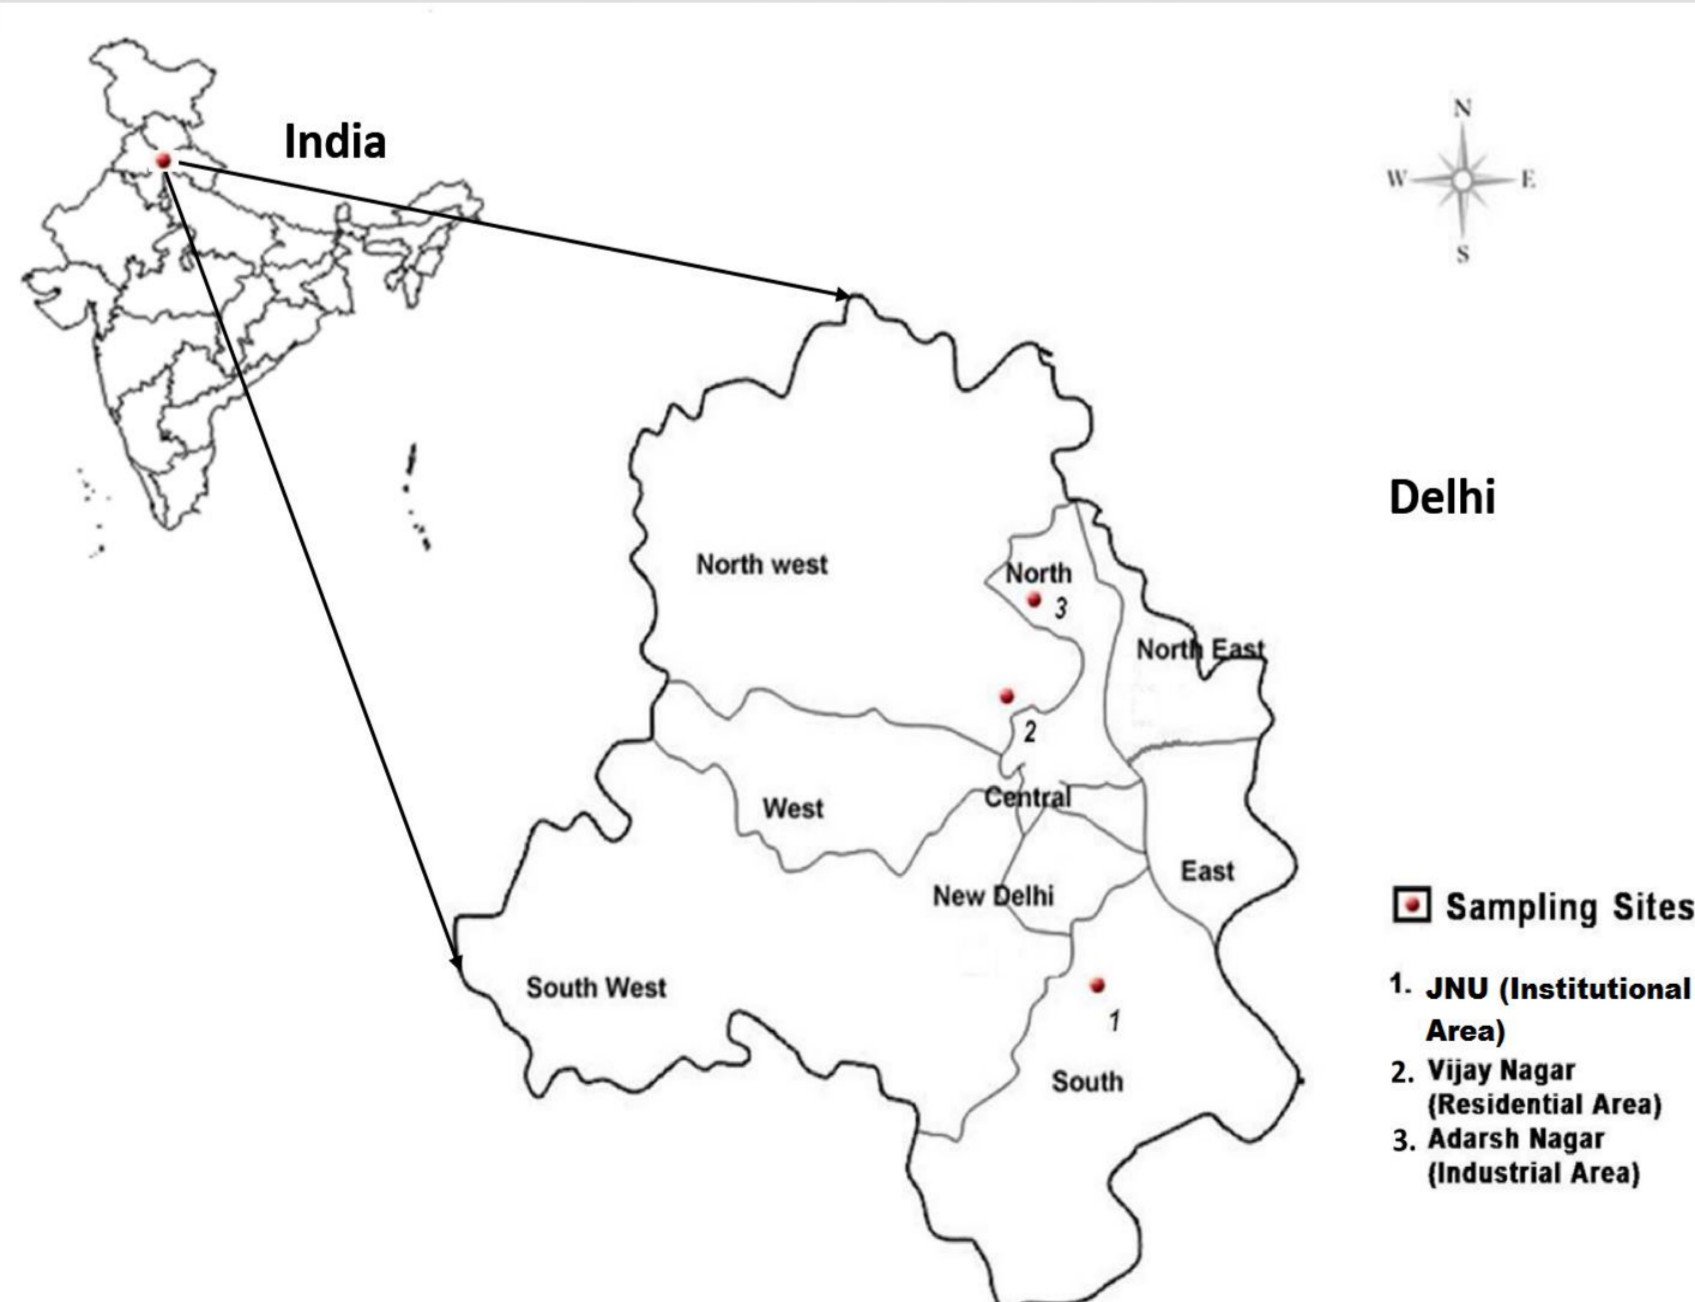 India
N
W
E
S
Delhi
North west
North
3
North East
2
West
Central
East
New Delhi
South West
1
South
Sampling Sites
1. JNU (Institutional
Area)
2. Vijay Nagar
(Residential Area)
3. Adarsh Nagar
(Industrial Area)